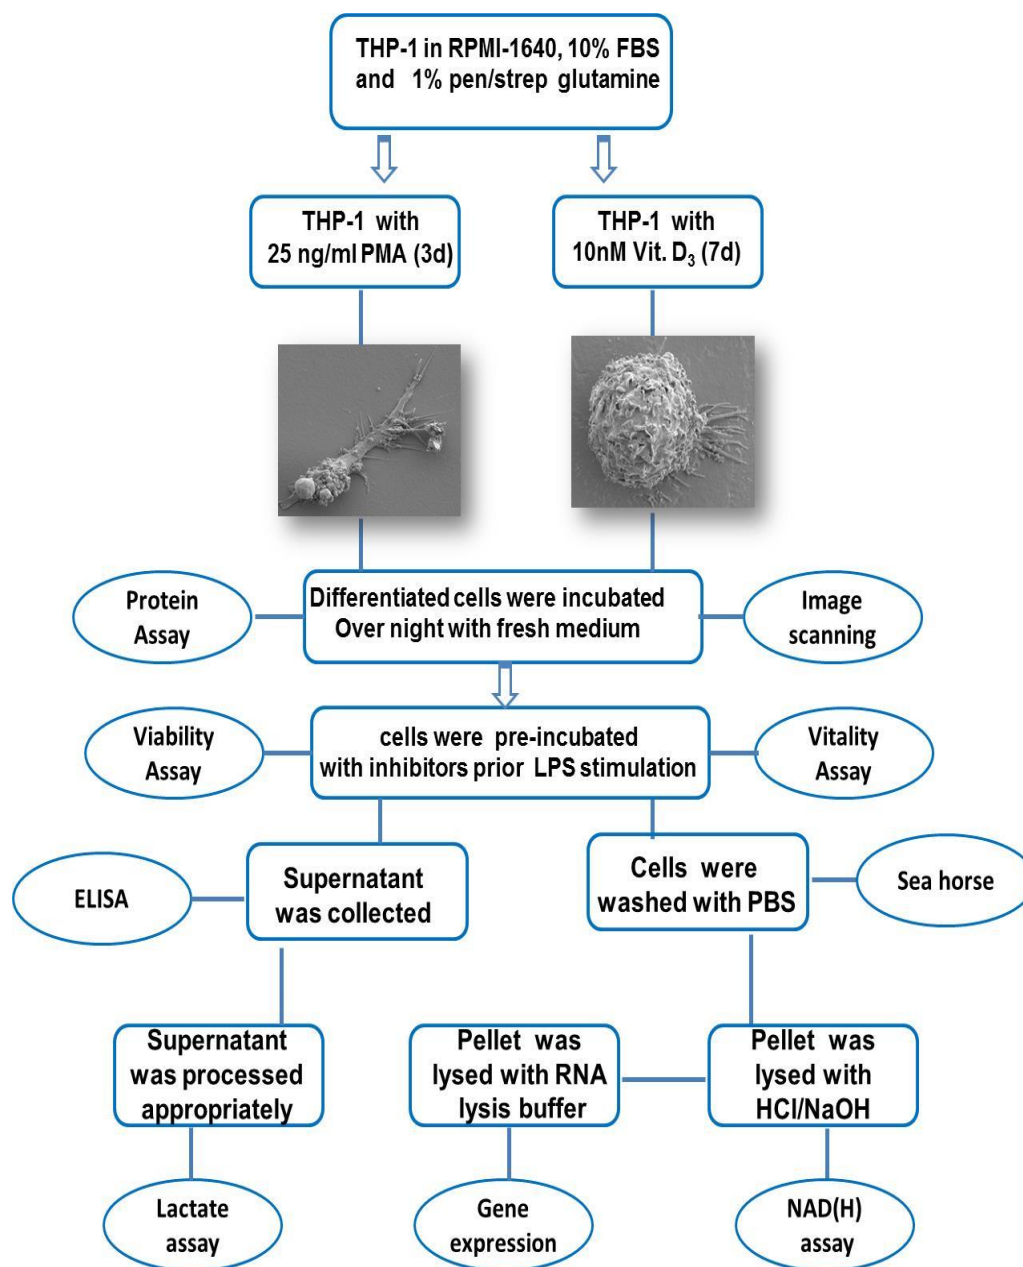 THP-1 in RPMI-1640, 10% FBS
and 1% pen/strep glutamine
THP-1 with
25 ng/ml PMA (3d)
THP-1 with
10nM Vit. D₃ (7d)
Protein
Assay
Differentiated cells were incubated
Over night with fresh medium
Image
scanning
Viability
Assay
cells were pre-incubated
with inhibitors prior LPS stimulation
Vitality
Assay
ELISA
Supernatant
was collected
Cells were
washed with PBS
Sea horse
Supernatant
was processed
appropriately
Pellet was
lysed with RNA
lysis buffer
Pellet was
lysed with
HCl/NaOH
Lactate
assay
Gene
expression
NAD(H)
assay